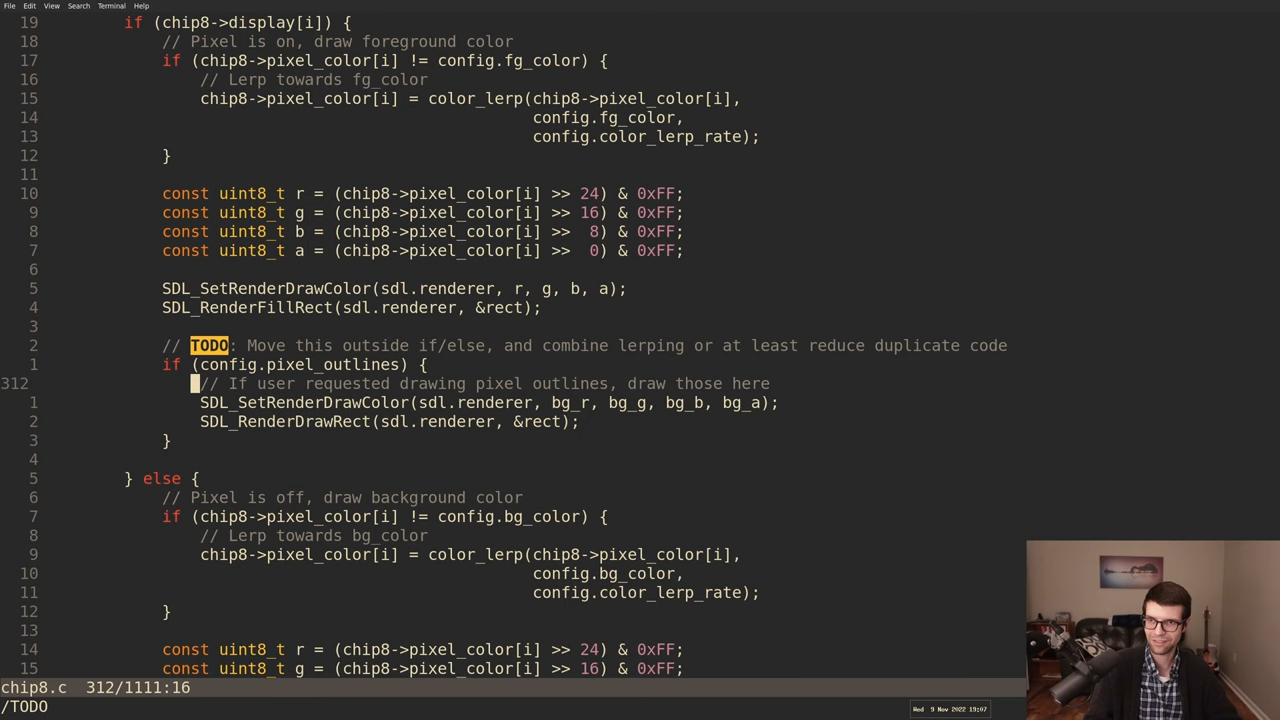 File Edit View Search Terminal Help
19         if (chip8->display[i]) {
18             // Pixel is on, draw foreground color
17             if (chip8->pixel_color[i] != config.fg_color) {
16                 // Lerp towards fg_color
15                 chip8->pixel_color[i] = color_lerp(chip8->pixel_color[i],
14                                                    config.fg_color,
13                                                    config.color_lerp_rate);
12             }
11
10             const uint8_t r = (chip8->pixel_color[i] >> 24) & 0xFF;
9             const uint8_t g = (chip8->pixel_color[i] >> 16) & 0xFF;
8             const uint8_t b = (chip8->pixel_color[i] >>  8) & 0xFF;
7             const uint8_t a = (chip8->pixel_color[i] >>  0) & 0xFF;
6
5             SDL_SetRenderDrawColor(sdl.renderer, r, g, b, a);
4             SDL_RenderFillRect(sdl.renderer, &rect);
3
2             // TODO: Move this outside if/else, and combine lerping or at least reduce duplicate code
1             if (config.pixel_outlines) {
312                 // If user requested drawing pixel outlines, draw those here
1                 SDL_SetRenderDrawColor(sdl.renderer, bg_r, bg_g, bg_b, bg_a);
2                 SDL_RenderDrawRect(sdl.renderer, &rect);
3             }
4
5         } else {
6             // Pixel is off, draw background color
7             if (chip8->pixel_color[i] != config.bg_color) {
8                 // Lerp towards bg_color
9                 chip8->pixel_color[i] = color_lerp(chip8->pixel_color[i],
10                                                    config.bg_color,
11                                                    config.color_lerp_rate);
12             }
13
14             const uint8_t r = (chip8->pixel_color[i] >> 24) & 0xFF;
15             const uint8_t g = (chip8->pixel_color[i] >> 16) & 0xFF;
chip8.c  312/1111:16
/TODO
Wed  9 Nov 2022 19:07